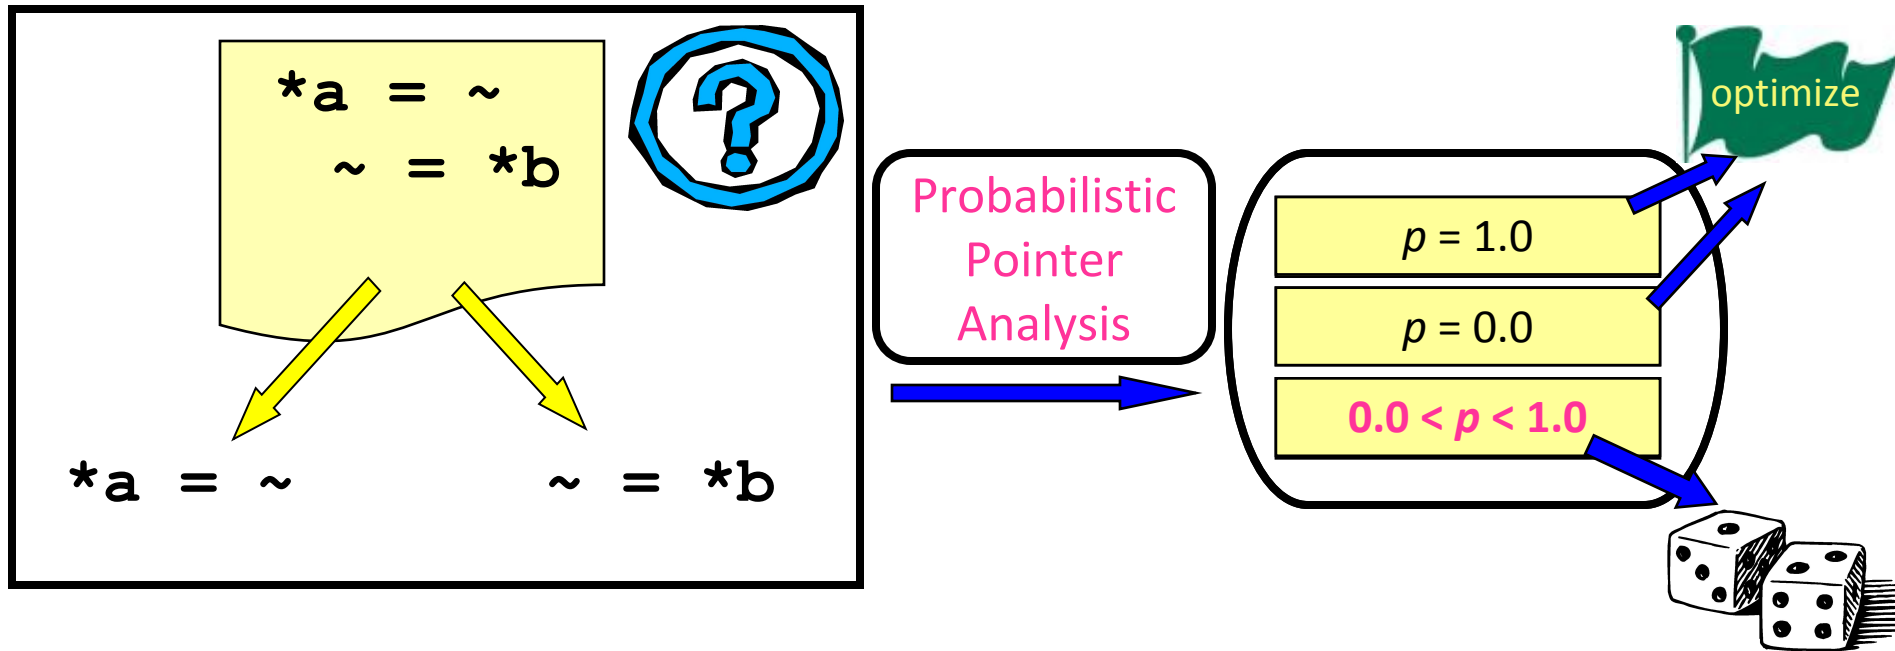 *a = ~
~ = *b
*a = ~
~ = *b
Probabilistic
Pointer
Analysis
p = 1.0
p = 0.0
0.0 < p < 1.0
optimize